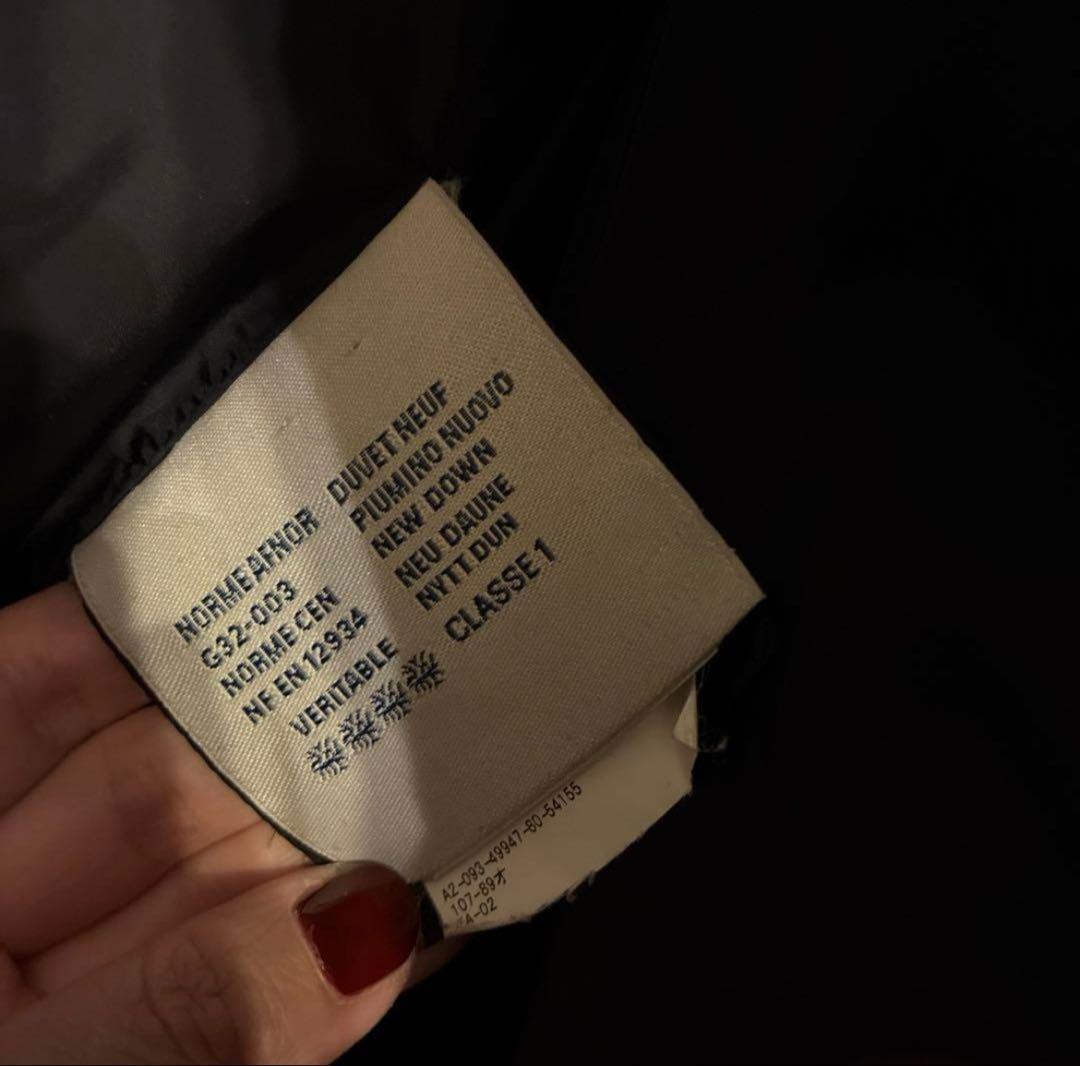 NORME AFNOR
G32-003
NORME CEN
NF EN 12934
VERITABLE
DUVET NEUF
PIUMINO NUOVO
NEW DOWN
NEU DAUNE
NYTT DUN
CLASSE 1
A2-093-49947-80-54155
107-89オ
A-02